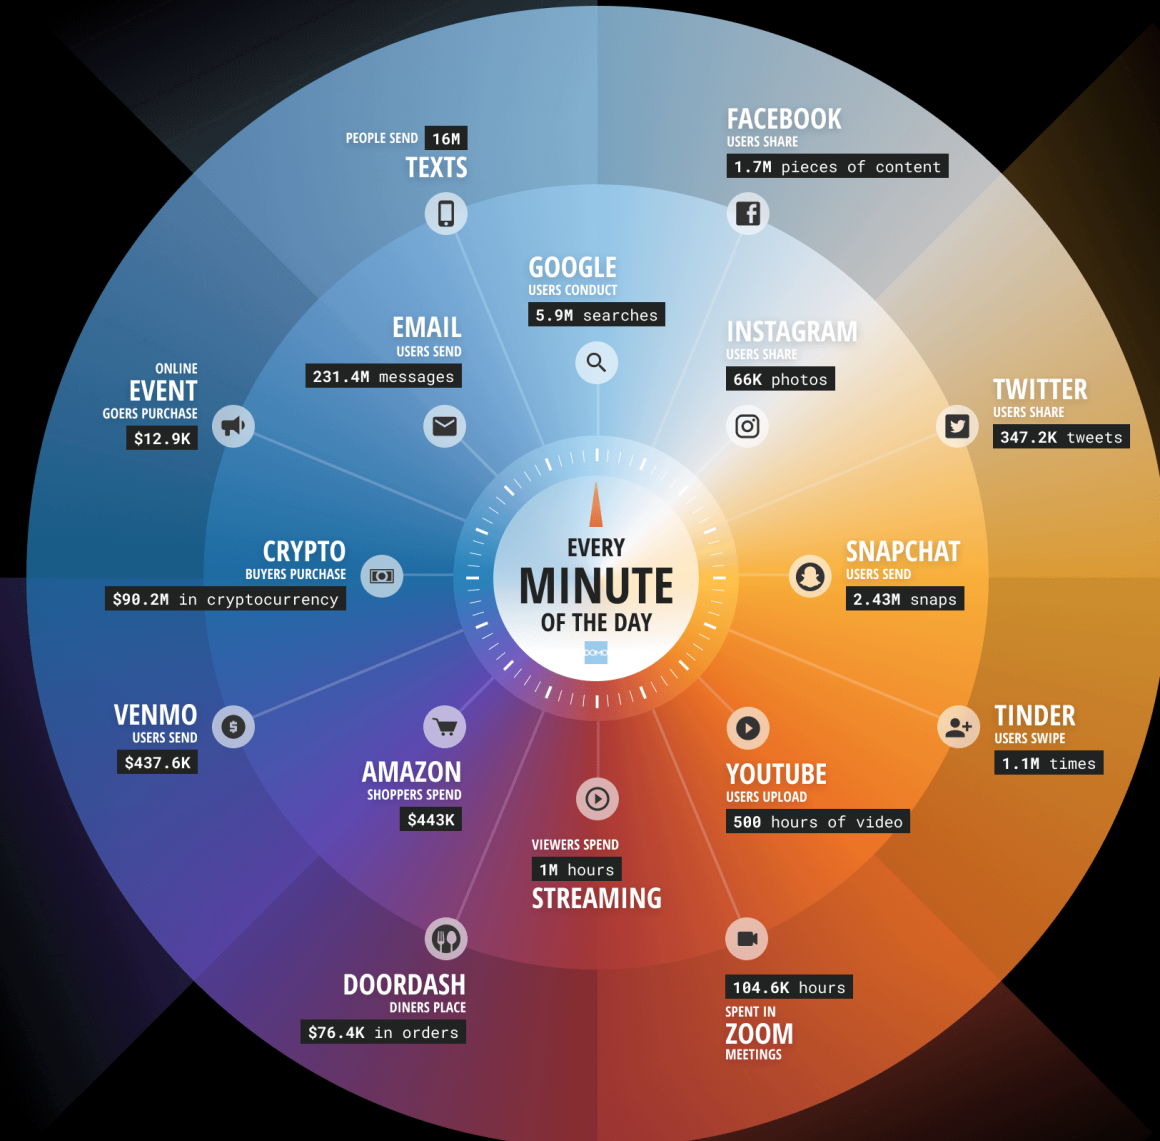 PEOPLE SEND 16M
TEXTS
FACEBOOK
USERS SHARE
1.7M pieces of content
GOOGLE
USERS CONDUCT
5.9M searches
EMAIL
USERS SEND
231.4M messages
INSTAGRAM
USERS SHARE
66K photos
ONLINE
EVENT
GOERS PURCHASE
$12.9K
TWITTER
USERS SHARE
347.2K tweets
CRYPTO
BUYERS PURCHASE
$90.2M in cryptocurrency
EVERY
MINUTE
OF THE DAY
DOMO
SNAPCHAT
USERS SEND
2.43M snaps
VENMO
USERS SEND
$437.6K
AMAZON
SHOPPERS SPEND
$443K
VIEWERS SPEND
1M hours
STREAMING
YOUTUBE
USERS UPLOAD
500 hours of video
TINDER
USERS SWIPE
1.1M times
DOORDASH
DINERS PLACE
$76.4K in orders
104.6K hours
SPENT IN
ZOOM
MEETINGS